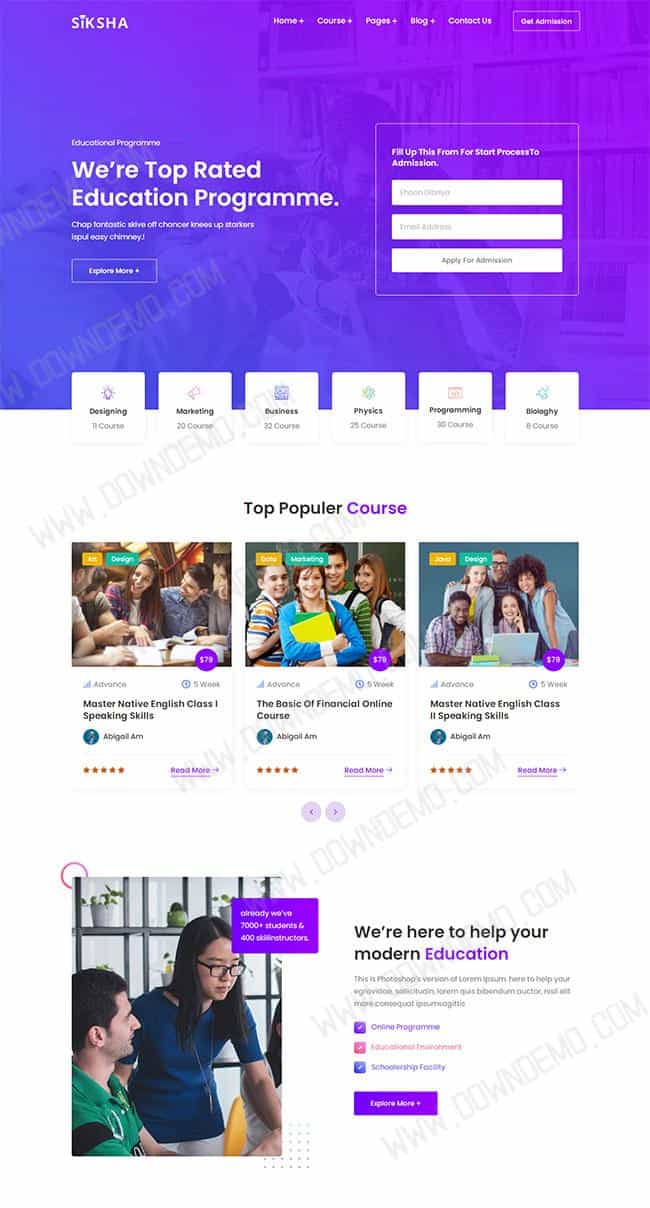 SIKSHA
Home +
Course +
Pages +
Blog +
Contact Us
Get Admission
Educational Programme
We're Top Rated
Education Programme.
Chap fantastic skive off chancer knees up starkers
ispul easy chimney.!
Explore More +
Fill Up This From For Start ProcessTo
Admission.
Email Address
Apply For Admission
Designing
11 Course
Marketing
20 Course
Business
32 Course
Physics
25 Course
Programming
30 Course
Biolaghy
8 Course
Top Populer Course
Art
Design
$79
Advance
5 Week
Master Native English Class I
Speaking Skills
Abigail Am
Read More →
Data
Marketing
$79
Advance
5 Week
The Basic Of Financial Online
Course
Abigail Am
Read More →
Java
Design
$79
Advance
5 Week
Master Native English Class
II Speaking Skills
Abigail Am
Read More →
already we've
7000+ students &
400 skillinstructors.
We're here to help your
modern Education
This is Photoshop's version of Lorem Ipsum. here to help your
egravidae, sollicitudin, lorem quis bibendum auctor, nisil elit
more consequat ipsumsagittis
Online Programme
Educational Environment
Schoolership Facility
Explore More +
WWW.DOWNDEMO.COM